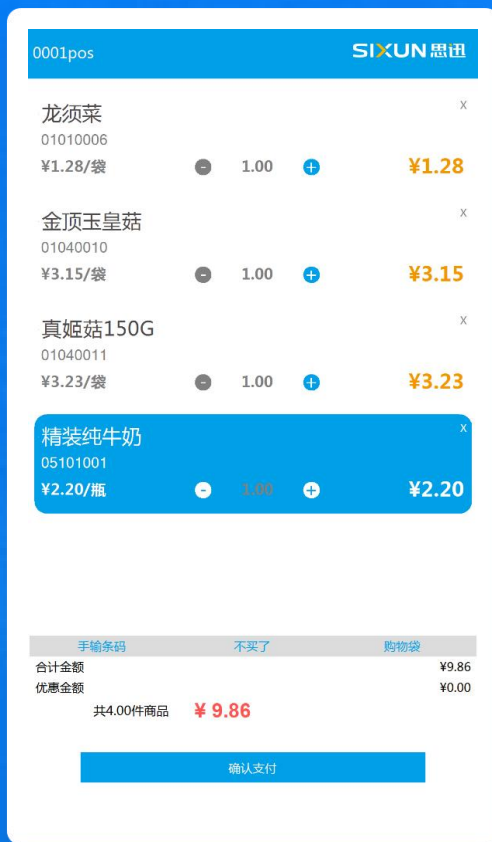 0001pos SIXUN思迅
龙须菜 x
01010006
¥1.28/袋 - 1.00 + ¥1.28
金顶玉皇菇 x
01040010
¥3.15/袋 - 1.00 + ¥3.15
真姬菇150G x
01040011
¥3.23/袋 - 1.00 + ¥3.23
精装纯牛奶 x
05101001
¥2.20/瓶 - 1.00 + ¥2.20
手输条码 不买了 购物袋
合计金额 ¥9.86
优惠金额 ¥0.00
共4.00件商品 ¥ 9.86
确认支付